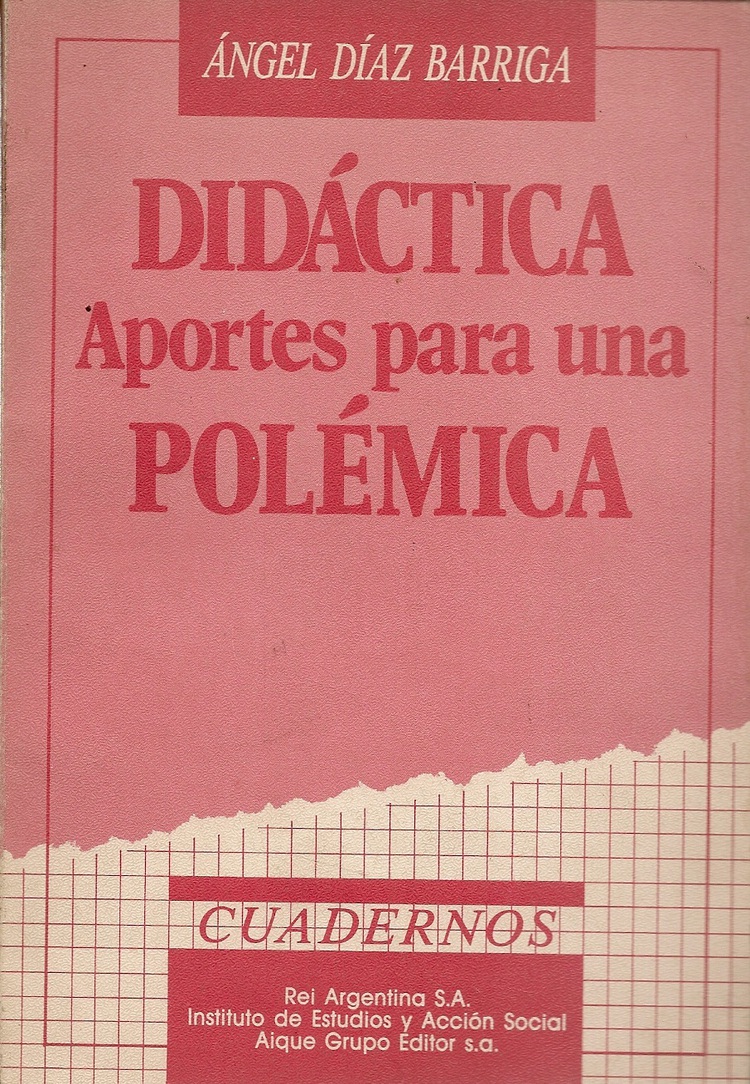 ÁNGEL DÍAZ BARRIGA
DIDÁCTICA
Aportes para una
POLÉMICA
CUADERNOS
Rei Argentina S.A.
Instituto de Estudios y Acción Social
Aique Grupo Editor s.a.